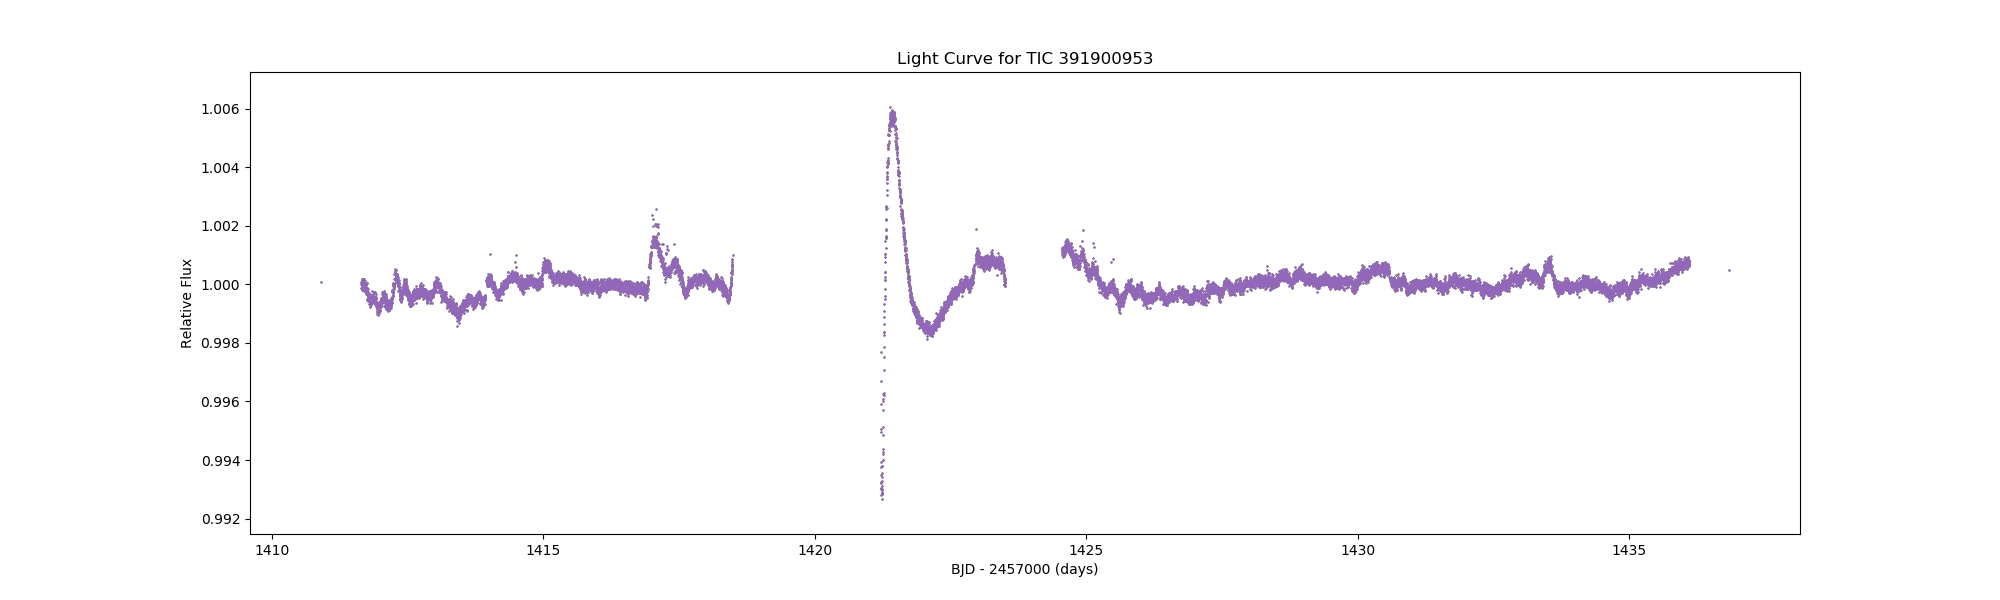 Light Curve for TIC 391900953
Relative Flux
1.006
1.004
1.002
1.000
0.998
0.996
0.994
0.992
1410 1415 1420 1425 1430 1435
BJD - 2457000 (days)